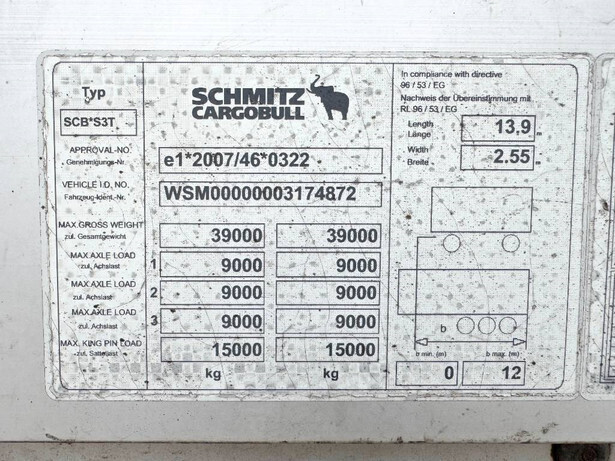 Typ
SCHMITZ
CARGOBULL
SCB*S3T
APPROVAL-NO.
Genehmigungs-Nr.
e1*2007/46*0322
VEHICLE I.D. NO.
Fahrzeug-Ident.-Nr.
WSM00000003174872
MAX.GROSS WEIGHT
zul. Gesamtgewicht
39000 39000
MAX.AXLE LOAD
zul. Achslast
1 9000 9000
MAX.AXLE LOAD
zul. Achslast
2 9000 9000
MAX.AXLE LOAD
zul. Achslast
3 9000 9000
MAX. KING PIN LOAD
zul. Sattellast
15000 15000
kg kg
In compliance with directive
96 / 53 / EG
Nachweis der Übereinstimmung mit
RL 96 / 53 / EG
Length
Länge
13,9 m
Width
Breite
2.55 m
b
b max. (m)
0 12